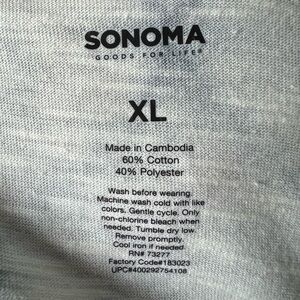 SONOMA
GOODS FOR LIFE®
XL
Made in Cambodia
60% Cotton
40% Polyester
Wash before wearing.
Machine wash cold with like
colors. Gentle cycle. Only
non-chlorine bleach when
needed. Tumble dry low.
Remove promptly.
Cool iron if needed.
RN# 73277
Factory Code#183023
UPC#400292754108